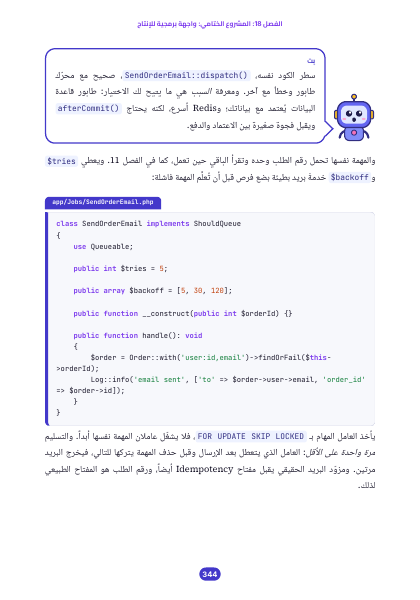 الفصل 18: المشروع الختامي: واجهة برمجية للإنتاج
بِت
سطر الكود نفسه، SendOrderEmail::dispatch()، صحيح مع محرّك
طابور وخطأ مع آخر. ومعرفة السبب هي ما يتيح لك الاختيار: طابور قاعدة
البيانات يُعتمد مع بياناتك؛ وRedis أسرع، لكنه يحتاج afterCommit()
ويقبل فجوة صغيرة بين الاعتماد والدفع.
والمهمة نفسها تحمل رقم الطلب وحده وتقرأ الباقي حين تعمل، كما في الفصل 11. ويعطي $tries
و $backoff خدمةَ بريد بطيئة بضع فرص قبل أن تُعلَّم المهمة فاشلة:
app/Jobs/SendOrderEmail.php
class SendOrderEmail implements ShouldQueue
{
use Queueable;
public int $tries = 5;
public array $backoff = [5, 30, 120];
public function __construct(public int $orderId) {}
public function handle(): void
{
$order = Order::with('user:id,email')->findOrFail($this-
>orderId);
Log::info('email sent', ['to' => $order->user->email, 'order_id'
=> $order->id]);
}
}
يأخذ العامل المهام بـ FOR UPDATE SKIP LOCKED، فلا يشغّل عاملان المهمة نفسها أبداً. والتسليم
مرة واحدة على الأقل: العامل الذي يتعطل بعد الإرسال وقبل حذف المهمة يتركها للتالي، فيخرج البريد
مرتين. ومزوّد البريد الحقيقي يقبل مفتاح Idempotency أيضاً، ورقم الطلب هو المفتاح الطبيعي
لذلك.
344